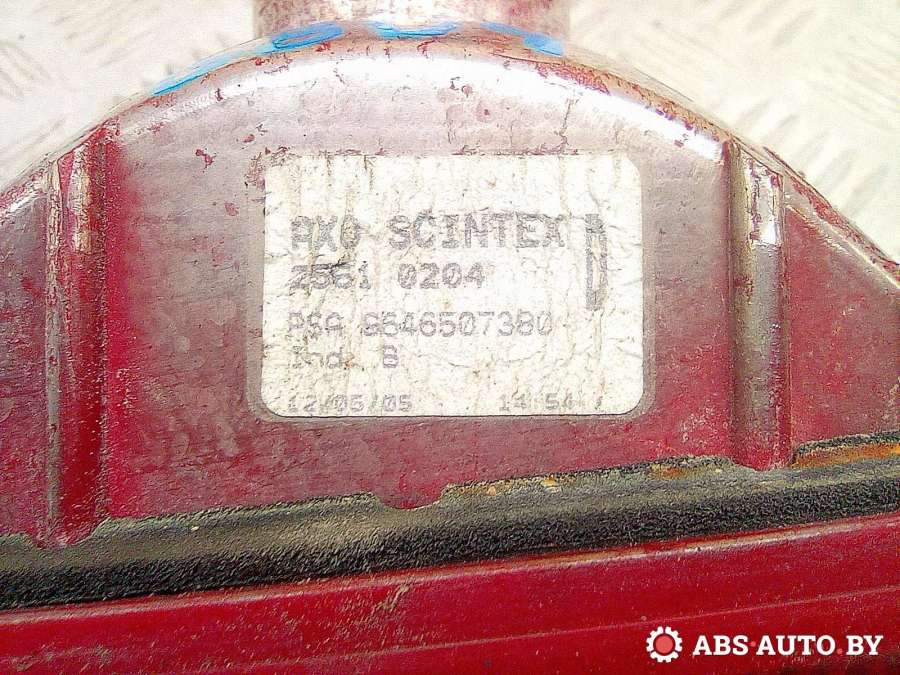 AXO SCINTEX
2561 0204
PSA 9646507380
Ind. B
12/05/05 14 54
ABS-AUTO.BY